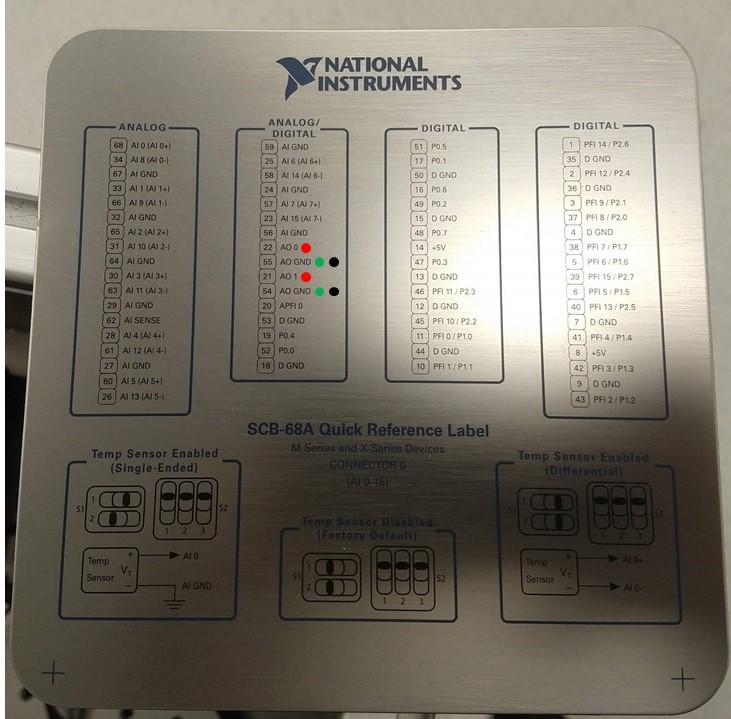 NATIONAL
INSTRUMENTS
ANALOG
68 AI 0 (AI 0+)
34 AI 8 (AI 0-)
67 AI GND
33 AI 1 (AI 1+)
66 AI 9 (AI 1-)
32 AI GND
65 AI 2 (AI 2+)
31 AI 10 (AI 2-)
64 AI GND
30 AI 3 (AI 3+)
63 AI 11 (AI 3-)
29 AI GND
62 AI SENSE
28 AI 4 (AI 4+)
61 AI 12 (AI 4-)
27 AI GND
60 AI 5 (AI 5+)
26 AI 13 (AI 5-)
ANALOG/
DIGITAL
59 AI GND
25 AI 6 (AI 6+)
58 AI 14 (AI 6-)
24 AI GND
57 AI 7 (AI 7+)
23 AI 15 (AI 7-)
56 AI GND
22 AO 0
55 AO GND
21 AO 1
54 AO GND
20 APFI 0
53 D GND
19 P0.4
52 P0.0
18 D GND
DIGITAL
51 P0.5
17 P0.1
50 D GND
16 P0.6
49 P0.2
15 D GND
48 P0.7
14 +5V
47 P0.3
13 D GND
46 PFI 11 / P2.3
12 D GND
45 PFI 10 / P2.2
11 PFI 0 / P1.0
44 D GND
10 PFI 1 / P1.1
DIGITAL
1 PFI 14 / P2.6
35 D GND
2 PFI 12 / P2.4
36 D GND
3 PFI 9 / P2.1
37 PFI 8 / P2.0
4 D GND
38 PFI 7 / P1.7
5 PFI 6 / P1.6
39 PFI 15 / P2.7
6 PFI 5 / P1.5
40 PFI 13 / P2.5
7 D GND
41 PFI 4 / P1.4
8 +5V
42 PFI 3 / P1.3
9 D GND
43 PFI 2 / P1.2
SCB-68A Quick Reference Label
M Series and X Series Devices
CONNECTOR 0
(AI 0-15)
Temp Sensor Enabled
(Single-Ended)
S1 1 2
S2 1 2 3
Temp
Sensor
VT
+
-
AI 0
AI GND
Temp Sensor Disabled
(Factory Default)
S1 1 2
S2 1 2 3
Temp Sensor Enabled
(Differential)
S1 1 2
S2 1 2 3
Temp
Sensor
VT
+
-
AI 0+
AI 0-